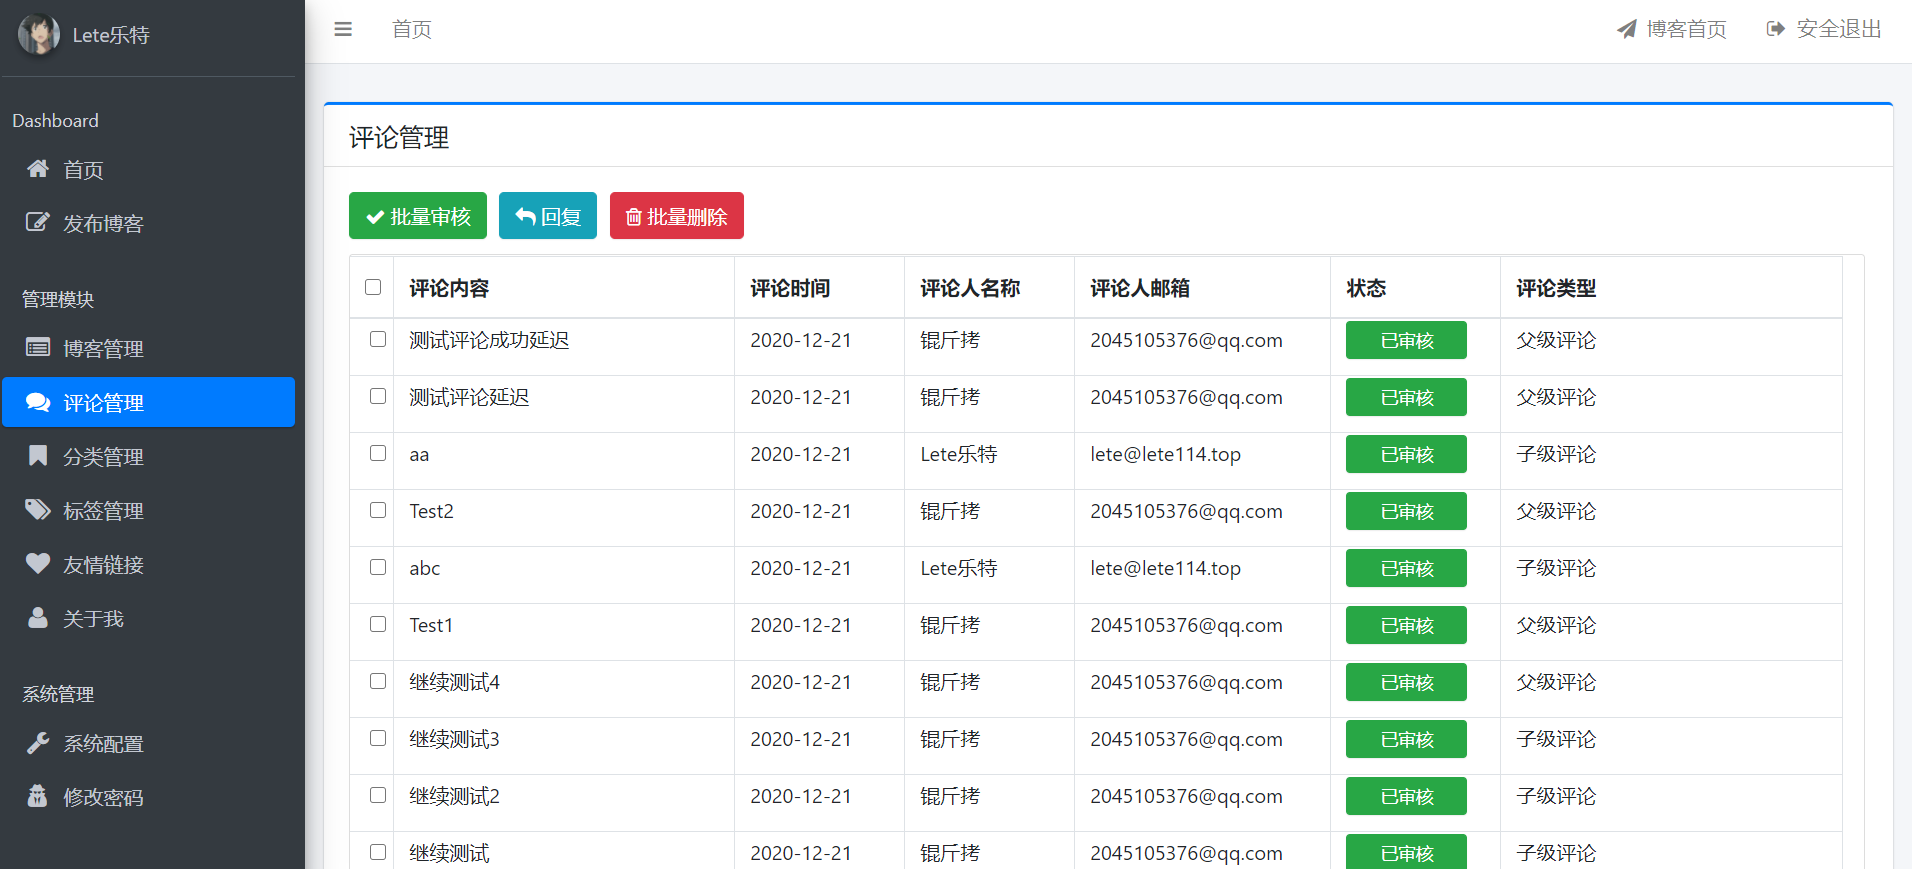 Lete乐特
首页 博客首页 安全退出
Dashboard
首页
发布博客
管理模块
博客管理
评论管理
分类管理
标签管理
友情链接
关于我
系统管理
系统配置
修改密码
评论管理
批量审核 回复 批量删除
评论内容 评论时间 评论人名称 评论人邮箱 状态 评论类型
测试评论成功延迟 2020-12-21 锟斤拷 2045105376@qq.com 已审核 父级评论
测试评论延迟 2020-12-21 锟斤拷 2045105376@qq.com 已审核 父级评论
aa 2020-12-21 Lete乐特 lete@lete114.top 已审核 子级评论
Test2 2020-12-21 锟斤拷 2045105376@qq.com 已审核 父级评论
abc 2020-12-21 Lete乐特 lete@lete114.top 已审核 子级评论
Test1 2020-12-21 锟斤拷 2045105376@qq.com 已审核 父级评论
继续测试4 2020-12-21 锟斤拷 2045105376@qq.com 已审核 父级评论
继续测试3 2020-12-21 锟斤拷 2045105376@qq.com 已审核 子级评论
继续测试2 2020-12-21 锟斤拷 2045105376@qq.com 已审核 子级评论
继续测试 2020-12-21 锟斤拷 2045105376@qq.com 已审核 子级评论